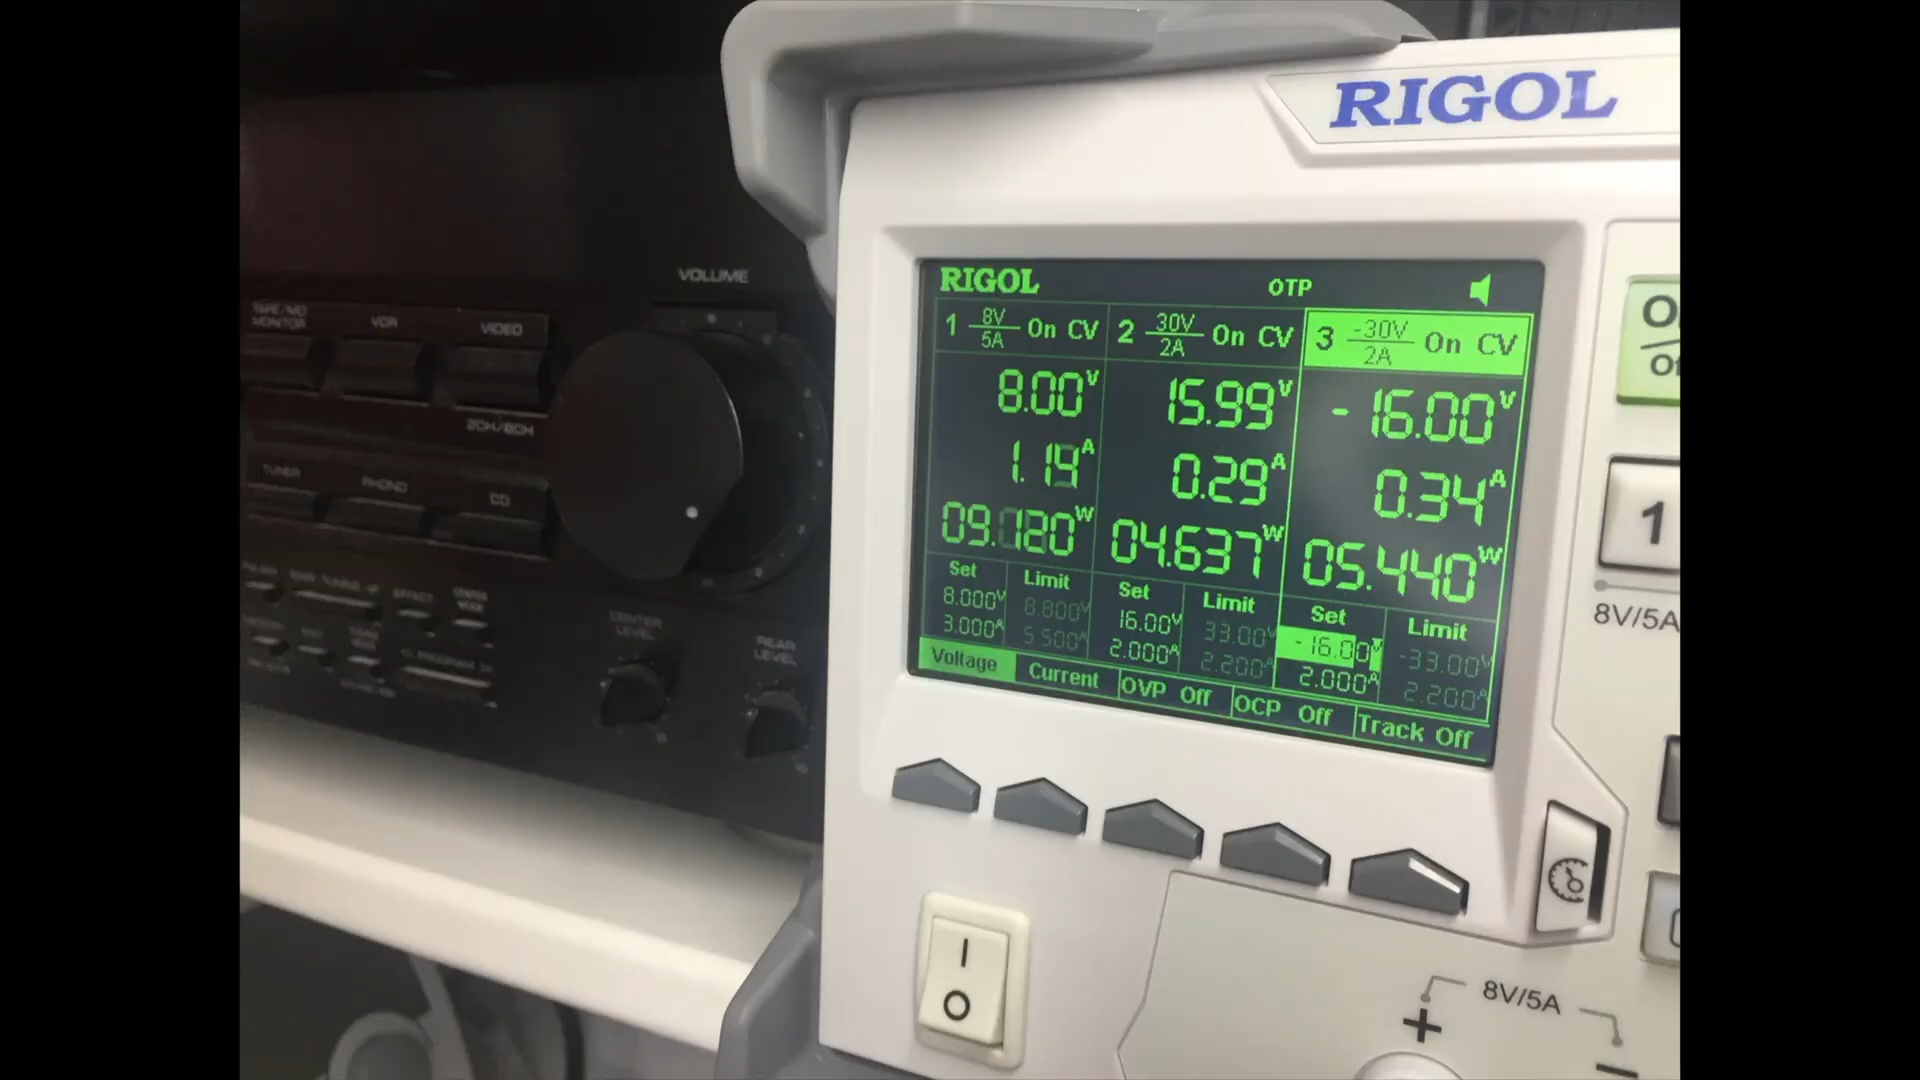 RIGOL
VOLUME
TAPE/MD
MONITOR
VCR
VIDEO
2CH/6CH
TUNER
PHONO
CD
EFFECT
CENTER
MODE
PROGRAM
CENTER
LEVEL
REAR
LEVEL
RIGOL OTP
1 8V/5A On CV 2 30V/2A On CV 3 -30V/2A On CV
8.00V 15.99V -16.00V
0.29A 0.34A
04.637W 05.440W
Set Limit Set Limit Set Limit
8.000V 8.800V 16.00V 33.00V -16.00V -33.00V
3.000A 5.500A 2.000A 2.200A 2.000A 2.200A
Voltage Current OVP Off OCP Off Track Off
1
8V/5A
I
O
8V/5A
+ −